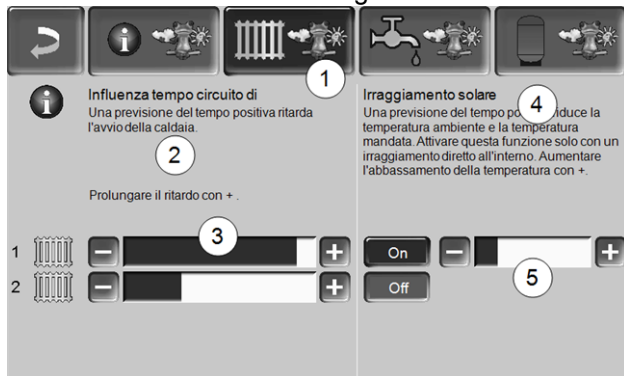 1
Influenza tempo circuito di
Una previsione del tempo positiva ritarda
l'avvio della caldaia.
2
Prolungare il ritardo con + .
Irraggiamento solare
4
Una previsione del tempo riduce la
temperatura ambiente e la temperatura
mandata. Attivare questa funzione solo con un
irraggiamento diretto all'interno. Aumentare
l'abbassamento della temperatura con +.
3
1
On
2
Off
5